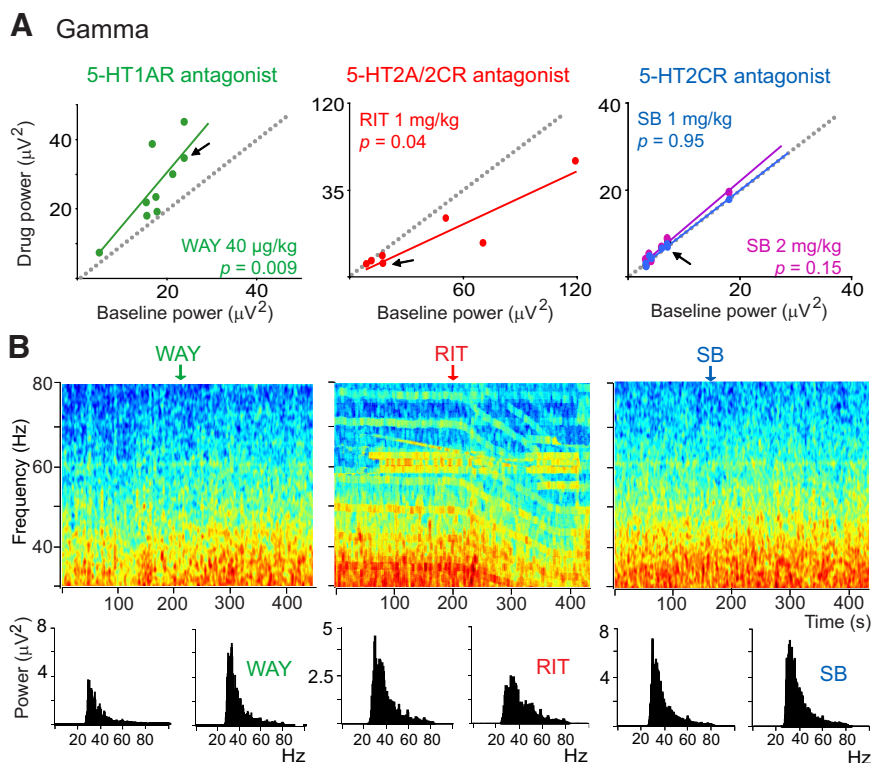 A Gamma
5-HT1AR antagonist
5-HT2A/2CR antagonist
5-HT2CR antagonist
Drug power (μV2)
40
20
WAY 40 μg/kg
p = 0.009
20
40
Baseline power (μV2)
120
35
RIT 1 mg/kg
p = 0.04
60
120
Baseline power (μV2)
40
20
SB 1 mg/kg
p = 0.95
SB 2 mg/kg
p = 0.15
20
40
Baseline power (μV2)
B
WAY
RIT
SB
Frequency (Hz)
80
60
40
100 200 300 400
100 200 300 400
100 200 300 400
Time (s)
Power (μV2)
8
4
20 40 60 80
WAY
20 40 60 80
Hz
5
2.5
20 40 60 80
RIT
20 40 60 80
Hz
8
4
20 40 60 80
SB
20 40 60 80
Hz